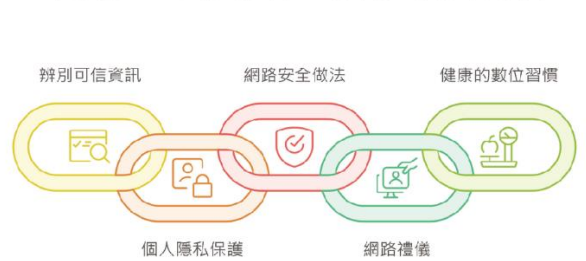 辨別可信資訊
網路安全做法
健康的數位習慣
個人隱私保護
網路禮儀